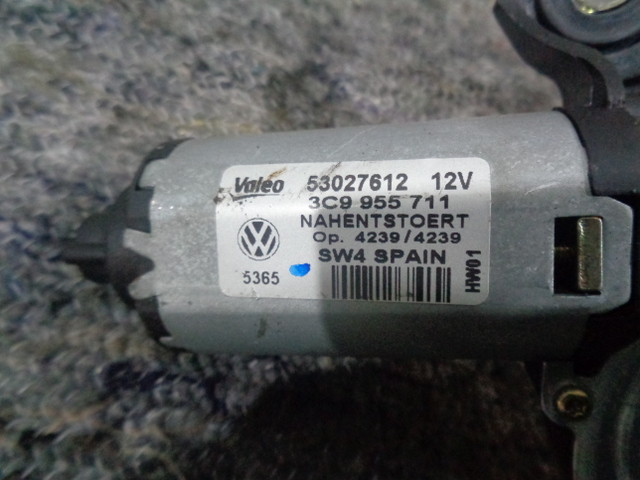 Valeo 53027612 12V
3C9 955 711
NAHENTSTOERT
Op. 4239/4239
SW4 SPAIN
5365
HW01